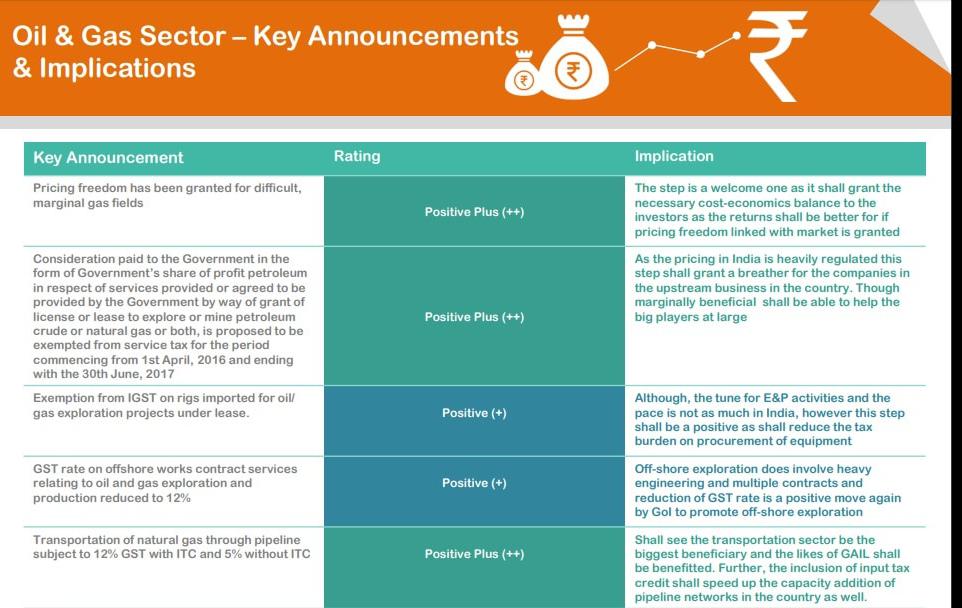 Oil & Gas Sector – Key Announcements
& Implications
Key Announcement
Rating
Implication
Pricing freedom has been granted for difficult,
marginal gas fields
Positive Plus (++)
The step is a welcome one as it shall grant the
necessary cost-economics balance to the
investors as the returns shall be better for if
pricing freedom linked with market is granted
Consideration paid to the Government in the
form of Government's share of profit petroleum
in respect of services provided or agreed to be
provided by the Government by way of grant of
license or lease to explore or mine petroleum
crude or natural gas or both, is proposed to be
exempted from service tax for the period
commencing from 1st April, 2016 and ending
with the 30th June, 2017
Positive Plus (++)
As the pricing in India is heavily regulated this
step shall grant a breather for the companies in
the upstream business in the country. Though
marginally beneficial shall be able to help the
big players at large
Exemption from IGST on rigs imported for oil/
gas exploration projects under lease.
Positive (+)
Although, the tune for E&P activities and the
pace is not as much in India, however this step
shall be a positive as shall reduce the tax
burden on procurement of equipment
GST rate on offshore works contract services
relating to oil and gas exploration and
production reduced to 12%
Positive (+)
Off-shore exploration does involve heavy
engineering and multiple contracts and
reduction of GST rate is a positive move again
by GoI to promote off-shore exploration
Transportation of natural gas through pipeline
subject to 12% GST with ITC and 5% without ITC
Positive Plus (++)
Shall see the transportation sector be the
biggest beneficiary and the likes of GAIL shall
be benefitted. Further, the inclusion of input tax
credit shall speed up the capacity addition of
pipeline networks in the country as well.